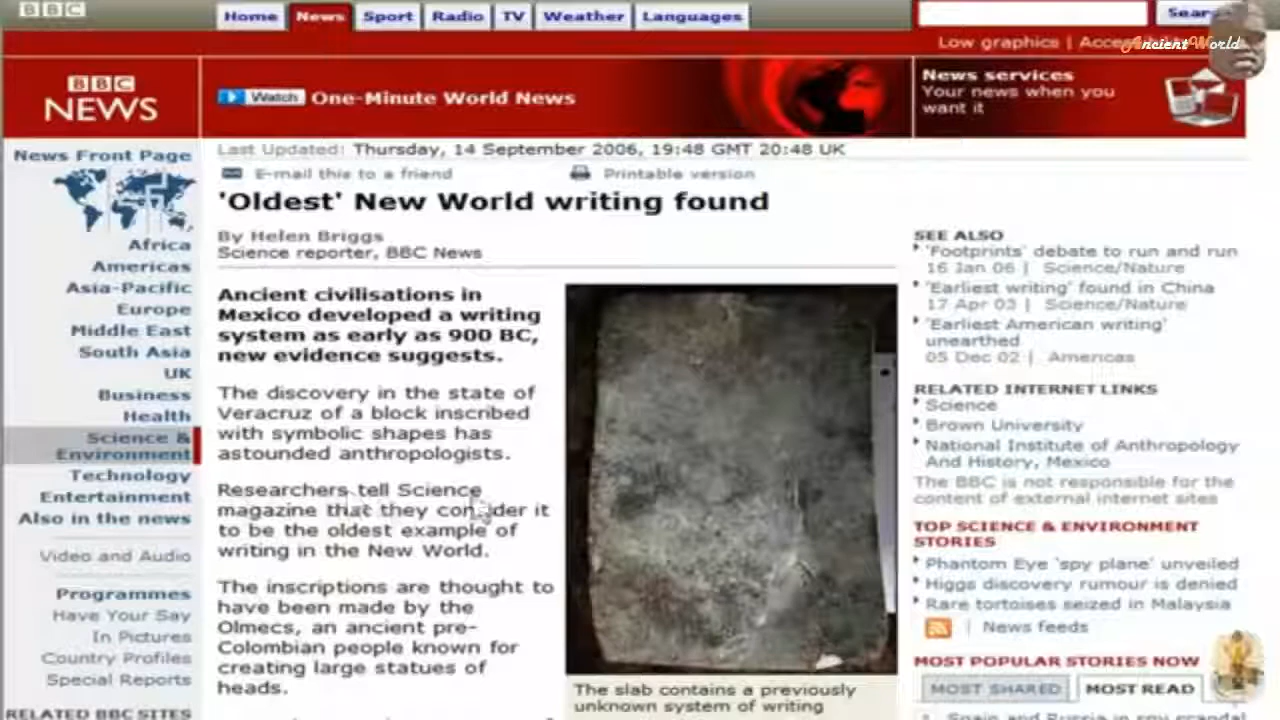 BBC
Home
News
Sport
Radio
TV
Weather
Languages
Low graphics |
AncientWorld
BBC
NEWS
Watch One-Minute World News
News services
Your news when you
want it
News Front Page
Africa
Americas
Asia-Pacific
Europe
Middle East
South Asia
UK
Business
Health
Science &
Environment
Technology
Entertainment
Also in the news
Video and Audio
Programmes
Have Your Say
In Pictures
Country Profiles
Special Reports
RELATED BBC SITES
Last Updated: Thursday, 14 September 2006, 19:48 GMT 20:48 UK
E-mail this to a friend
Printable version
'Oldest' New World writing found
By Helen Briggs
Science reporter, BBC News
Ancient civilisations in
Mexico developed a writing
system as early as 900 BC,
new evidence suggests.
The discovery in the state of
Veracruz of a block inscribed
with symbolic shapes has
astounded anthropologists.
Researchers tell Science
magazine that they consider it
to be the oldest example of
writing in the New World.
The inscriptions are thought to
have been made by the
Olmecs, an ancient pre-
Colombian people known for
creating large statues of
heads.
The slab contains a previously
unknown system of writing
SEE ALSO
'Footprints' debate to run and run
16 Jan 06 | Science/Nature
'Earliest writing' found in China
17 Apr 03 | Science/Nature
'Earliest American writing'
unearthed
05 Dec 02 | Americas
RELATED INTERNET LINKS
Science
Brown University
National Institute of Anthropology
And History, Mexico
The BBC is not responsible for the
content of external internet sites
TOP SCIENCE & ENVIRONMENT
STORIES
Phantom Eye 'spy plane' unveiled
Higgs discovery rumour is denied
Rare tortoises seized in Malaysia
| News feeds
MOST POPULAR STORIES NOW
MOST SHARED
MOST READ
Spain and Russia in spy scandal